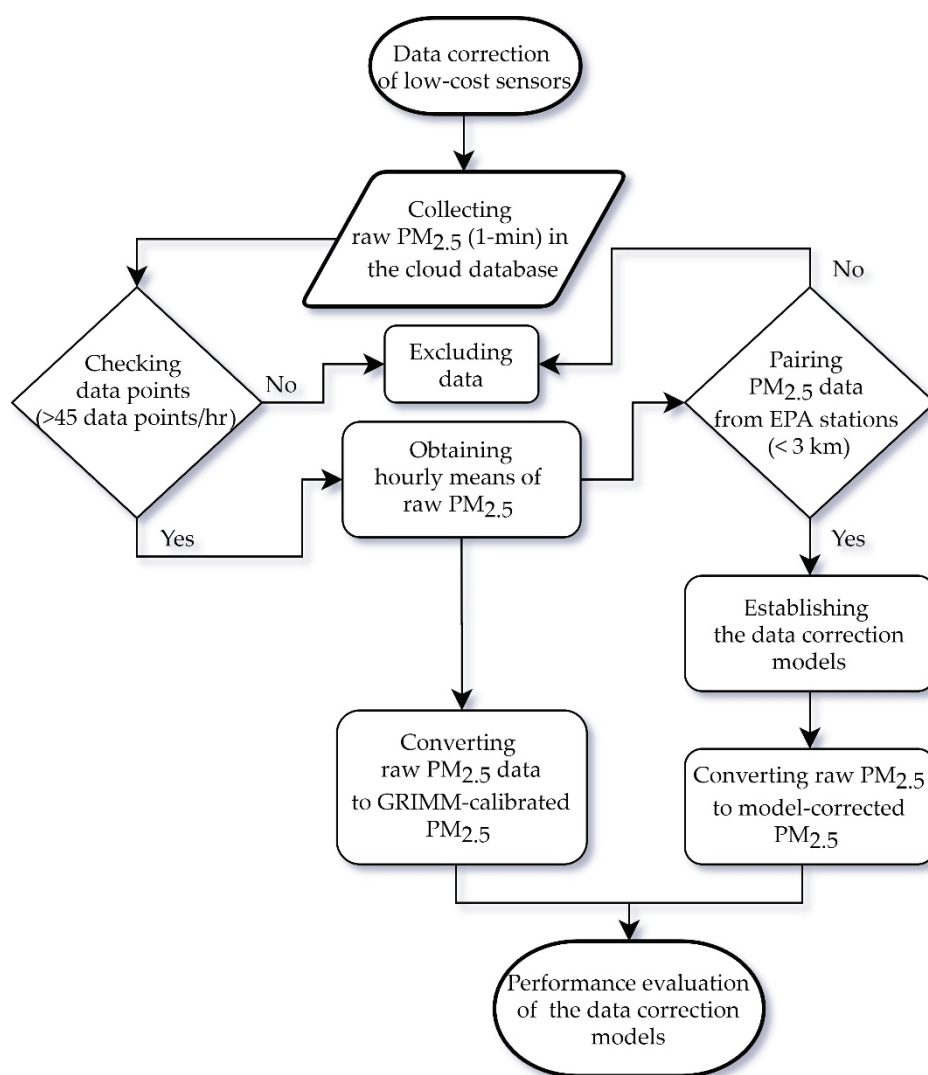 Data correction
of low-cost sensors
Collecting
raw PM2.5 (1-min) in
the cloud database
No
Checking
data points
(>45 data points/hr)
No
Excluding
data
Pairing
PM2.5 data
from EPA stations
(< 3 km)
Obtaining
hourly means of
raw PM2.5
Yes
Yes
Establishing
the data correction
models
Converting
raw PM2.5 data
to GRIMM-calibrated
PM2.5
Converting raw PM2.5
to model-corrected
PM2.5
Performance evaluation
of the data correction
models